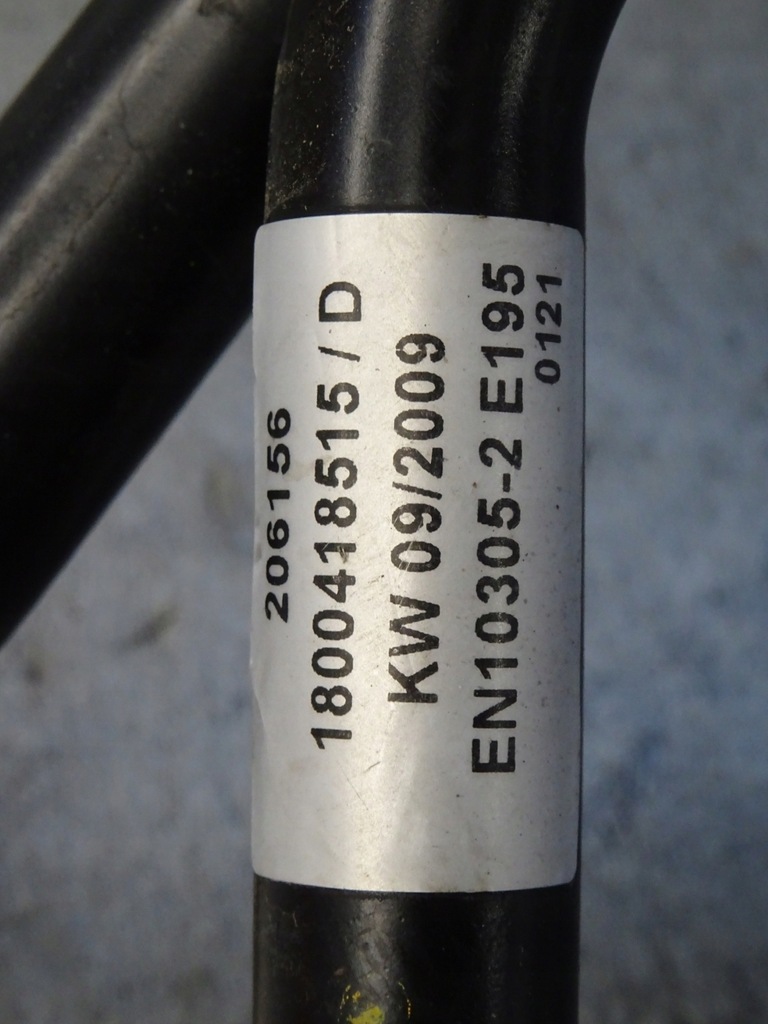 206156
1800418515 / D
KW 09/2009
EN10305-2 E195
0121